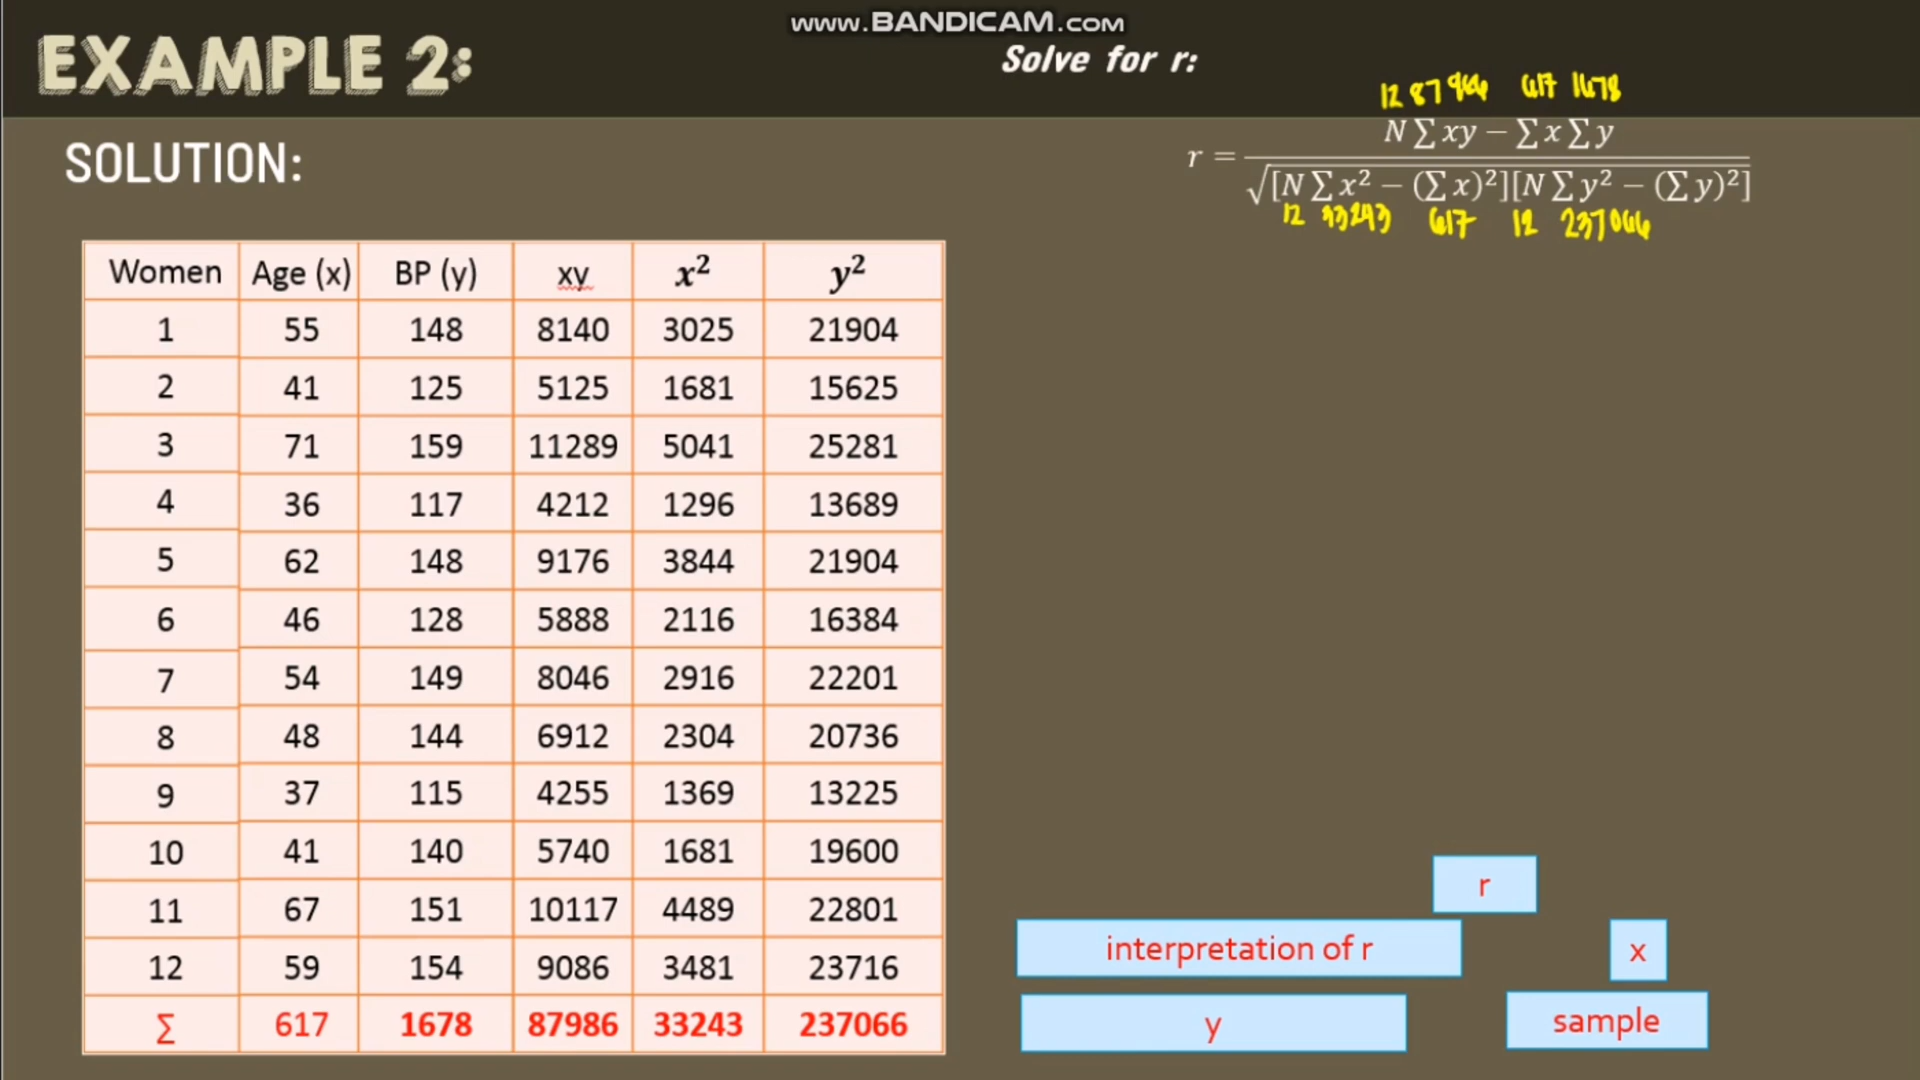 www.BANDICAM.com
EXAMPLE 2:
Solve for r:
12 87986 617 1678
r = N ∑ xy − ∑ x ∑ y / √[N ∑ x² − (∑ x)²][N ∑ y² − (∑ y)²]
12 33243 617 12 237066
SOLUTION:
Women Age (x) BP (y) xy x² y²
1 55 148 8140 3025 21904
2 41 125 5125 1681 15625
3 71 159 11289 5041 25281
4 36 117 4212 1296 13689
5 62 148 9176 3844 21904
6 46 128 5888 2116 16384
7 54 149 8046 2916 22201
8 48 144 6912 2304 20736
9 37 115 4255 1369 13225
10 41 140 5740 1681 19600
11 67 151 10117 4489 22801
12 59 154 9086 3481 23716
∑ 617 1678 87986 33243 237066
r
interpretation of r x
y sample